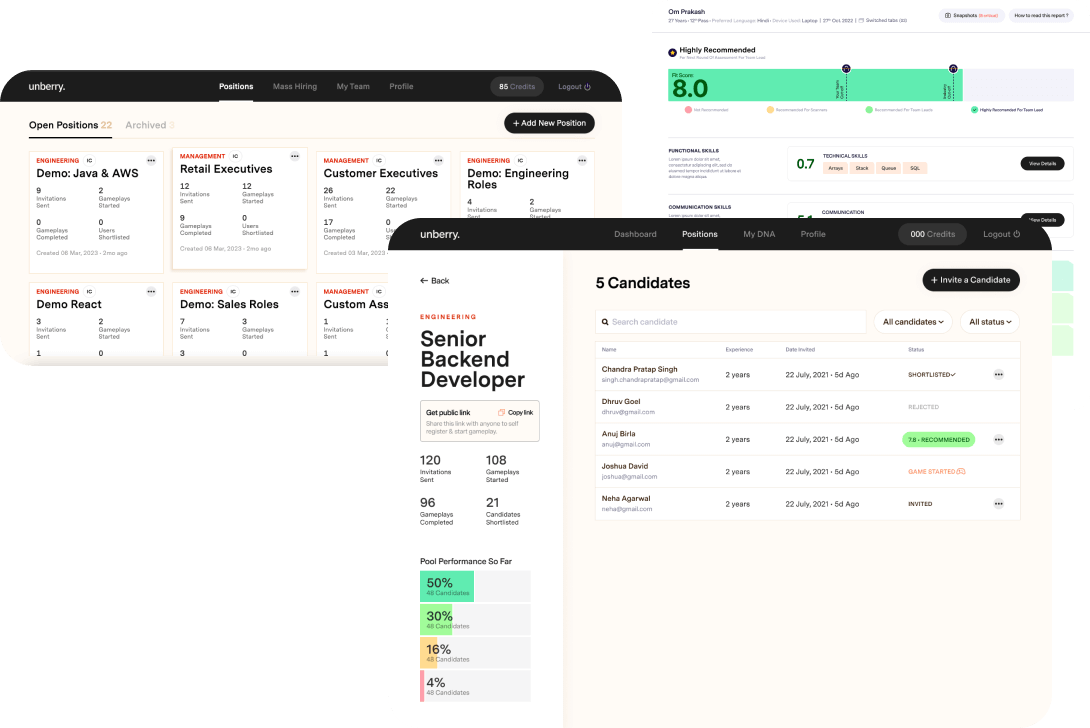 Om Prakash
27 Years • 12th Pass • Preferred Language: Hindi • Device Used: Laptop | 27th Oct 2022 | Switched tabs (20)
Snapshots
How to read this report ?
Highly Recommended
For Next Round Of Assessment For Team Lead
Fit Score:
8.0
Your Team
Cut-off
Industry
Cut-off
Not Recommended
Recommended For Scanners
Recommended For Team Leads
Highly Recommended For Team Lead
FUNCTIONAL SKILLS
Lorem ipsum dolor sit amet,
consectetur adipiscing elit, sed do
eiusmod tempor incididunt ut labore et
dolore magna aliqua
0.7
TECHNICAL SKILLS
Arrays
Stack
Queue
SQL
View Details
COMMUNICATION SKILLS
Lorem ipsum dolor sit amet,
COMMUNICATION
View Details
unberry.
Positions
Mass Hiring
My Team
Profile
85 Credits
Logout
Open Positions 22
Archived
+ Add New Position
ENGINEERING IC
Demo: Java & AWS
9
Invitations
Sent
2
Gameplays
Started
0
Gameplays
Completed
0
Users
Shortlisted
Created 06 Mar, 2023 • 2mo ago
MANAGEMENT IC
Retail Executives
12
Invitations
Sent
12
Gameplays
Started
9
Gameplays
Completed
0
Users
Shortlisted
Created 06 Mar, 2023 • 2mo ago
MANAGEMENT IC
Customer Executives
26
Invitations
Sent
22
Gameplays
Started
17
Gameplays
Completed
Created 03 Mar, 2023 •
ENGINEERING IC
Demo: Engineering
Roles
4
Invitations
Sent
2
Gameplays
Started
ENGINEERING IC
Demo React
3
Invitations
Sent
2
Gameplays
Started
1
0
ENGINEERING IC
Demo: Sales Roles
7
Invitations
Sent
3
Gameplays
Started
3
0
MANAGEMENT IC
Custom Ass
1
Invitations
Sent
1
unberry.
Dashboard
Positions
My DNA
Profile
000 Credits
Logout
← Back
ENGINEERING
Senior
Backend
Developer
Get public link
Copy link
Share this link with anyone to self
register & start gameplay.
120
Invitations
Sent
108
Gameplays
Started
96
Gameplays
Completed
21
Candidates
Shortlisted
Pool Performance So Far
50%
48 Candidates
30%
48 Candidates
16%
48 Candidates
4%
48 Candidates
5 Candidates
+ Invite a Candidate
Search candidate
All candidates
All status
Name
Experience
Date Invited
Status
Chandra Pratap Singh
singh.chandrapratap@gmail.com
2 years
22 July, 2021 • 5d Ago
SHORTLISTED
Dhruv Goel
dhruv@gmail.com
2 years
22 July, 2021 • 5d Ago
REJECTED
Anuj Birla
anuj@gmail.com
2 years
22 July, 2021 • 5d Ago
7.8 • RECOMMENDED
Joshua David
joshua@gmail.com
2 years
22 July, 2021 • 5d Ago
GAME STARTED
Neha Agarwal
neha@gmail.com
2 years
22 July, 2021 • 5d Ago
INVITED